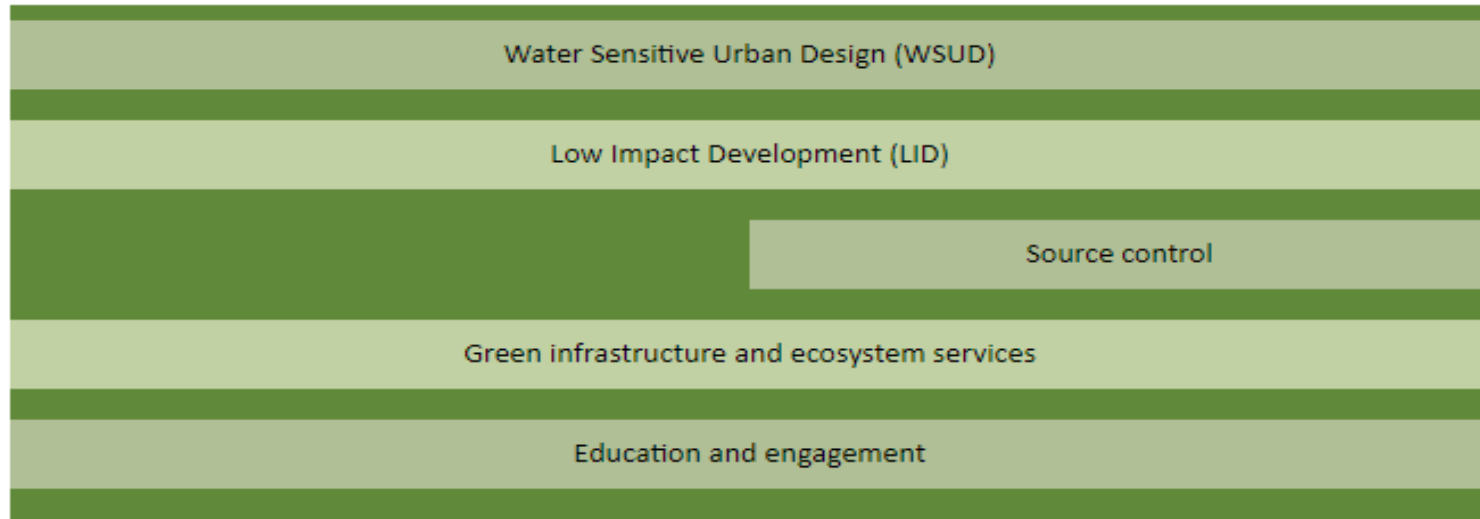 Water Sensitive Urban Design (WSUD)
Low Impact Development (LID)
Source control
Green infrastructure and ecosystem services
Education and engagement